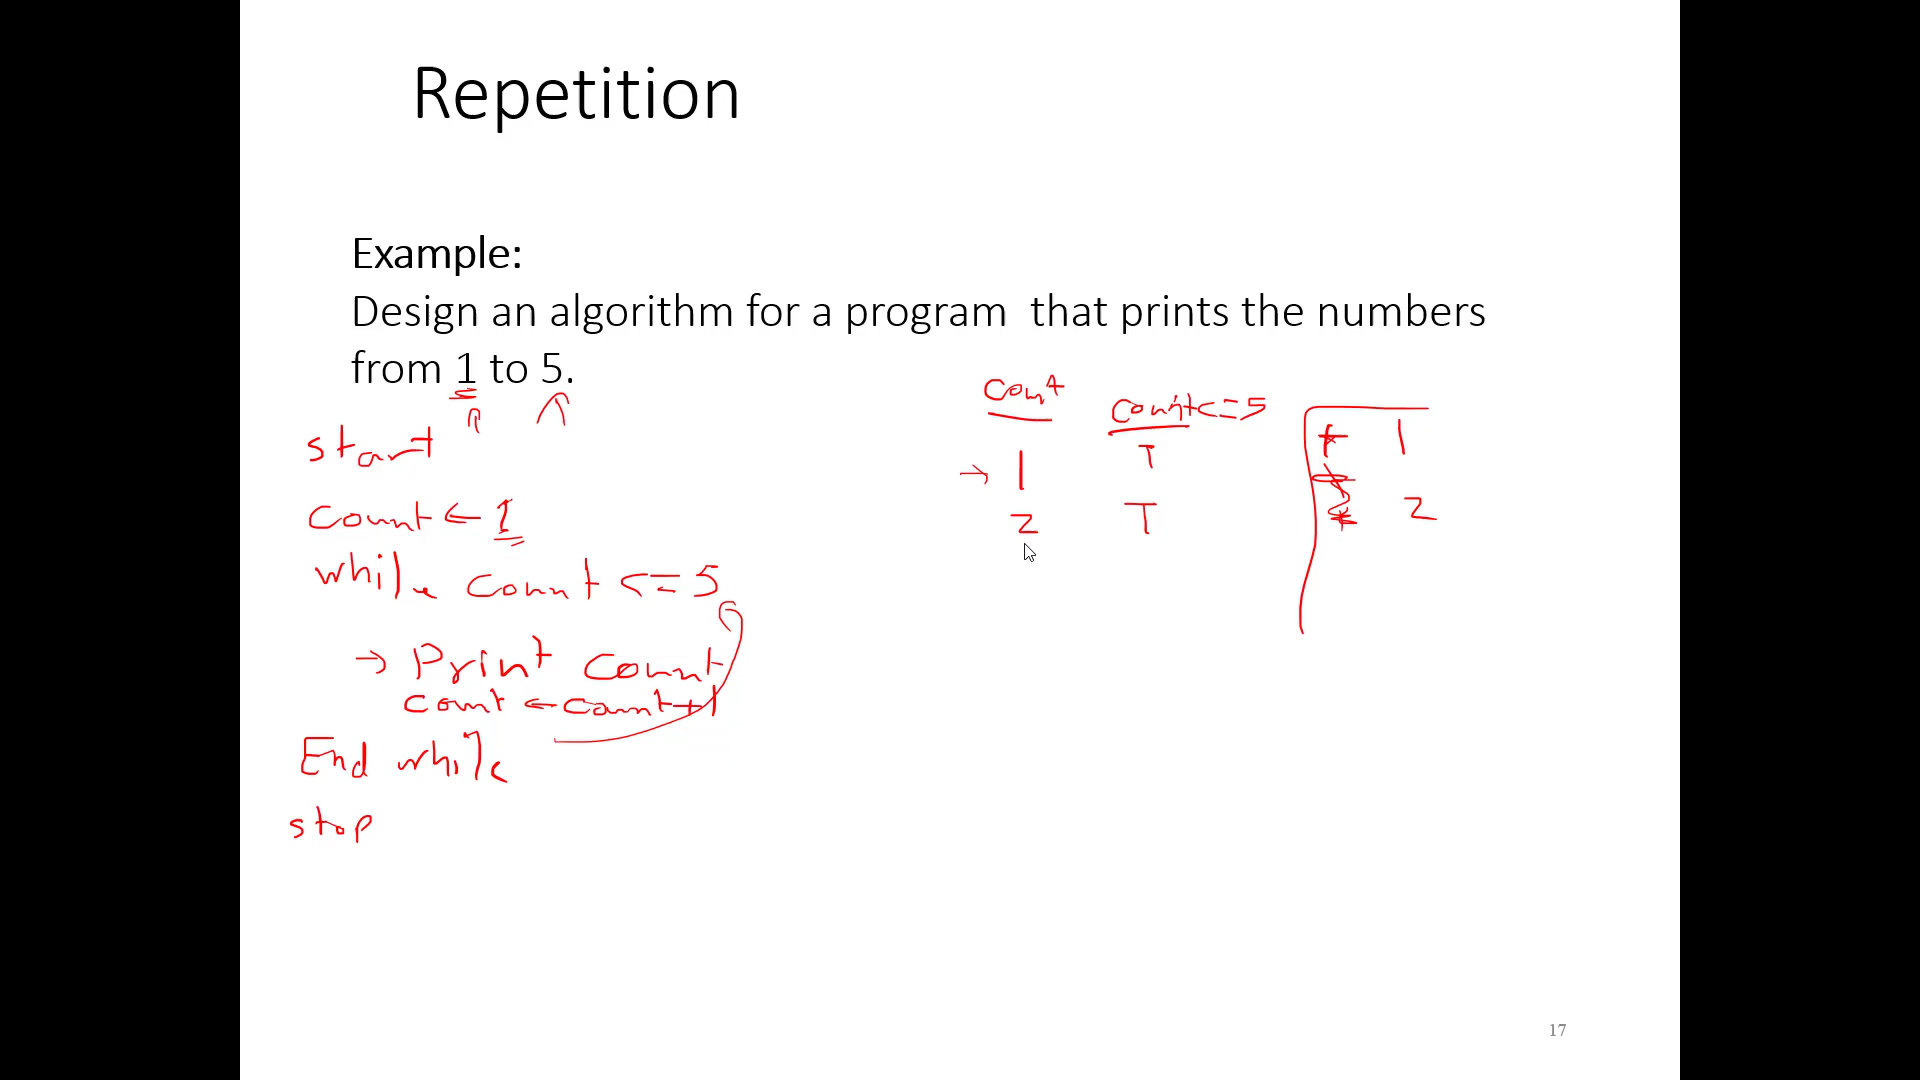 Repetition
Example:
Design an algorithm for a program that prints the numbers
from 1 to 5.
start
count ← 1
while count <= 5
→ Print count
count ← count+1
End while
stop
count count<=5
→ 1 T 1
2 T 2
17